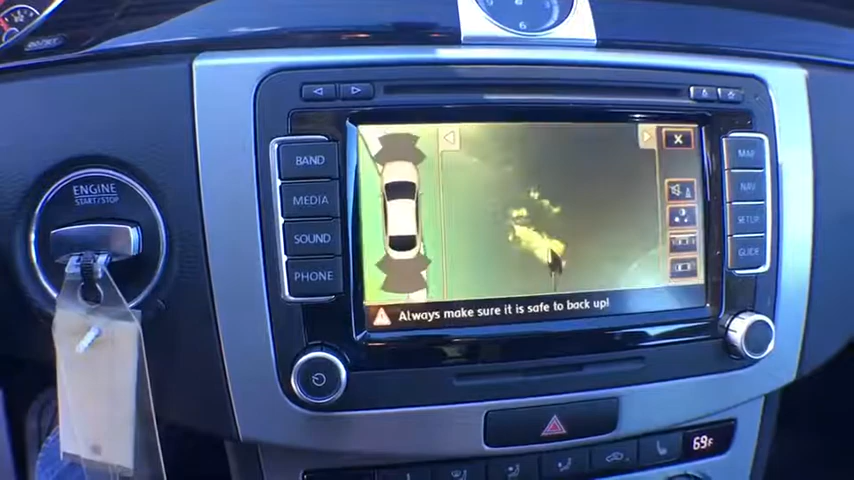 ENGINE
START/STOP
BAND
MEDIA
SOUND
PHONE
MAP
NAV
SETUP
GUIDE
X
Always make sure it is safe to back up!
69°F